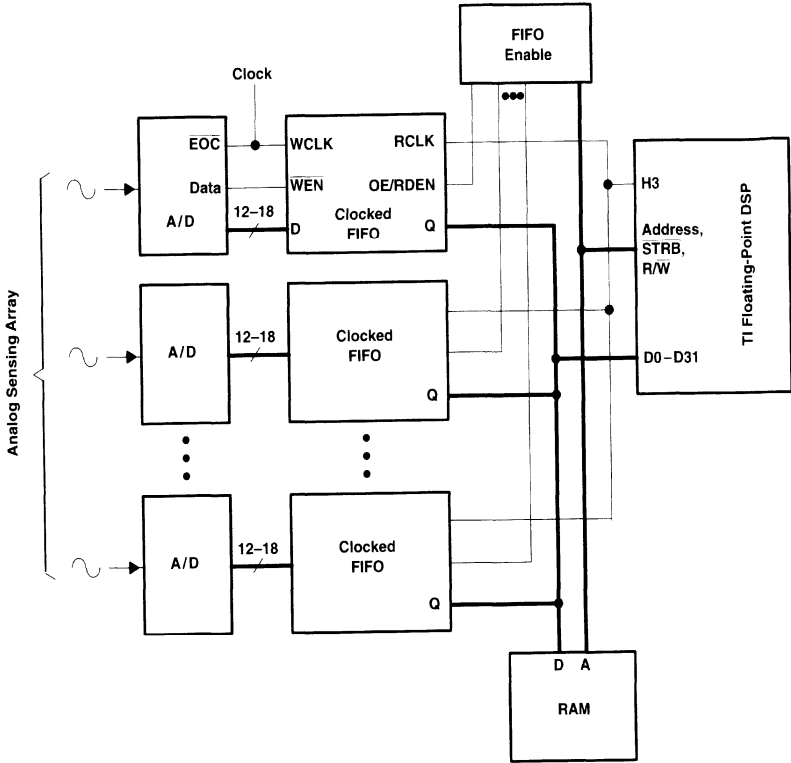 FIFO
Enable
Clock
EOC
WCLK
RCLK
Data
WEN
OE/RDEN
A/D
12–18
D
Clocked
FIFO
Q
H3
Address,
STRB,
R/W
D0–D31
TI Floating-Point DSP
Analog Sensing Array
A/D
12–18
Clocked
FIFO
Q
A/D
12–18
Clocked
FIFO
Q
D A
RAM